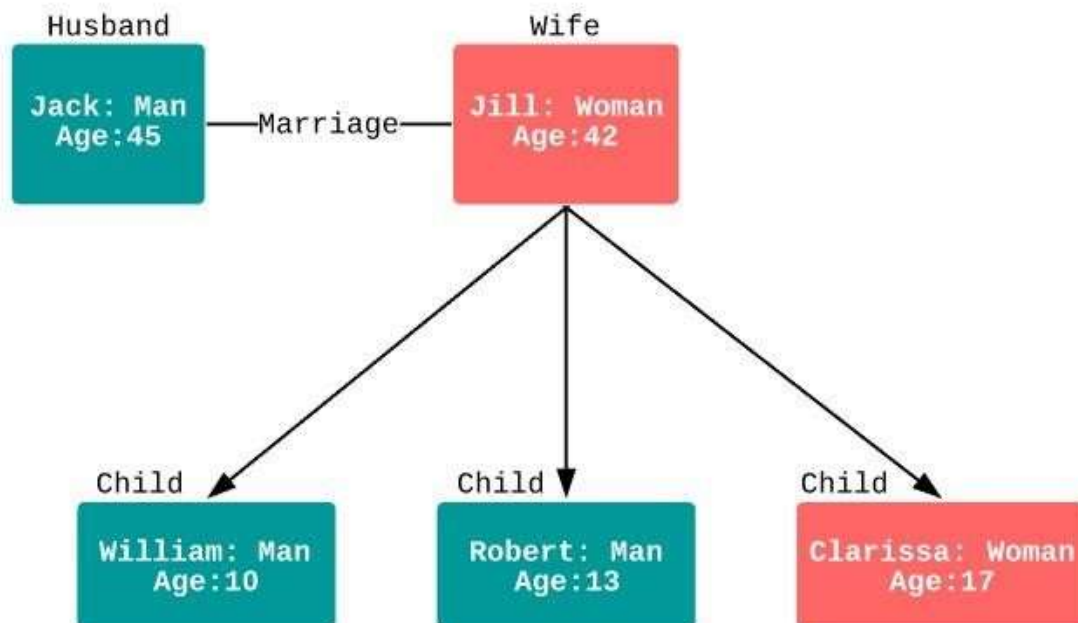 Husband
Wife
Jack: Man
Age:45
Marriage
Jill: Woman
Age:42
Child
Child
Child
William: Man
Age:10
Robert: Man
Age:13
Clarissa: Woman
Age:17